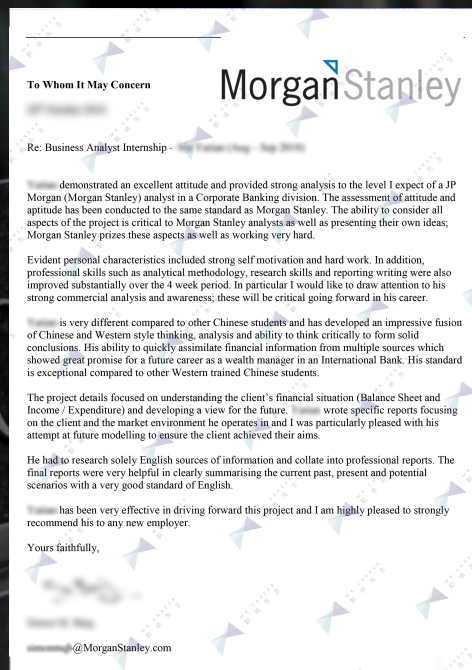 MorganStanley
To Whom It May Concern
Re: Business Analyst Internship -
demonstrated an excellent attitude and provided strong analysis to the level I expect of a JP
Morgan (Morgan Stanley) analyst in a Corporate Banking division. The assessment of attitude and
aptitude has been conducted to the same standard as Morgan Stanley. The ability to consider all
aspects of the project is critical to Morgan Stanley analysts as well as presenting their own ideas;
Morgan Stanley prizes these aspects as well as working very hard.
Evident personal characteristics included strong self motivation and hard work. In addition,
professional skills such as analytical methodology, research skills and reporting writing were also
improved substantially over the 4 week period. In particular I would like to draw attention to his
strong commercial analysis and awareness; these will be critical going forward in his career.
is very different compared to other Chinese students and has developed an impressive fusion
of Chinese and Western style thinking, analysis and ability to think critically to form solid
conclusions. His ability to quickly assimilate financial information from multiple sources which
showed great promise for a future career as a wealth manager in an International Bank. His standard
is exceptional compared to other Western trained Chinese students.
The project details focused on understanding the client's financial situation (Balance Sheet and
Income / Expenditure) and developing a view for the future. wrote specific reports focusing
on the client and the market environment he operates in and I was particularly pleased with his
attempt at future modelling to ensure the client achieved their aims.
He had to research solely English sources of information and collate into professional reports. The
final reports were very helpful in clearly summarising the current past, present and potential
scenarios with a very good standard of English.
has been very effective in driving forward this project and I am highly pleased to strongly
recommend his to any new employer.
Yours faithfully,
@MorganStanley.com